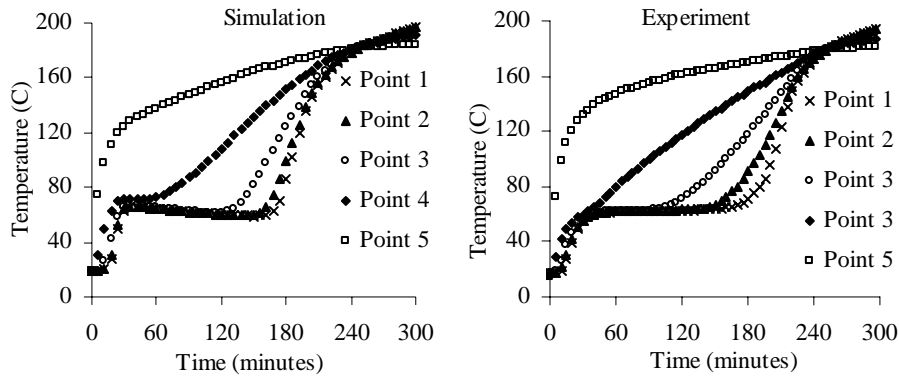 Simulation
200
160
120
80
40
0
0
60
120
180
240
300
Temperature (C)
Time (minutes)
Point 1
Point 2
Point 3
Point 4
Point 5
Experiment
200
160
120
80
40
0
0
60
120
180
240
300
Temperature (C)
Time (minutes)
Point 1
Point 2
Point 3
Point 3
Point 5